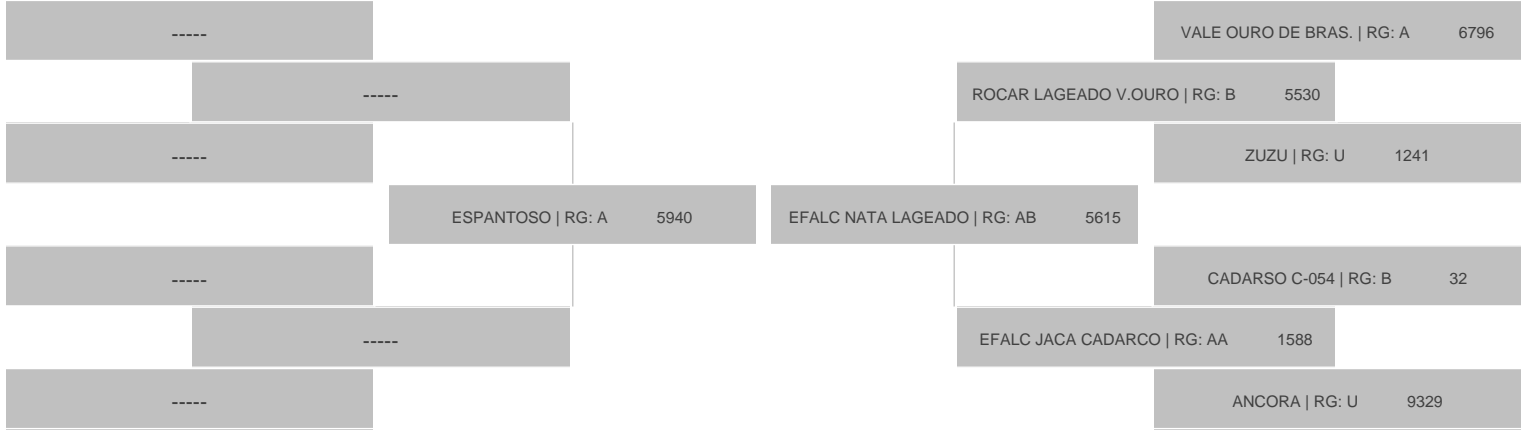 ----- VALE OURO DE BRAS. | RG: A 6796
----- ROCAR LAGEADO V.OURO | RG: B 5530
----- ZUZU | RG: U 1241
ESPANTOSO | RG: A 5940 EFALC NATA LAGEADO | RG: AB 5615
----- CADARSO C-054 | RG: B 32
----- EFALC JACA CADARCO | RG: AA 1588
----- ANCORA | RG: U 9329